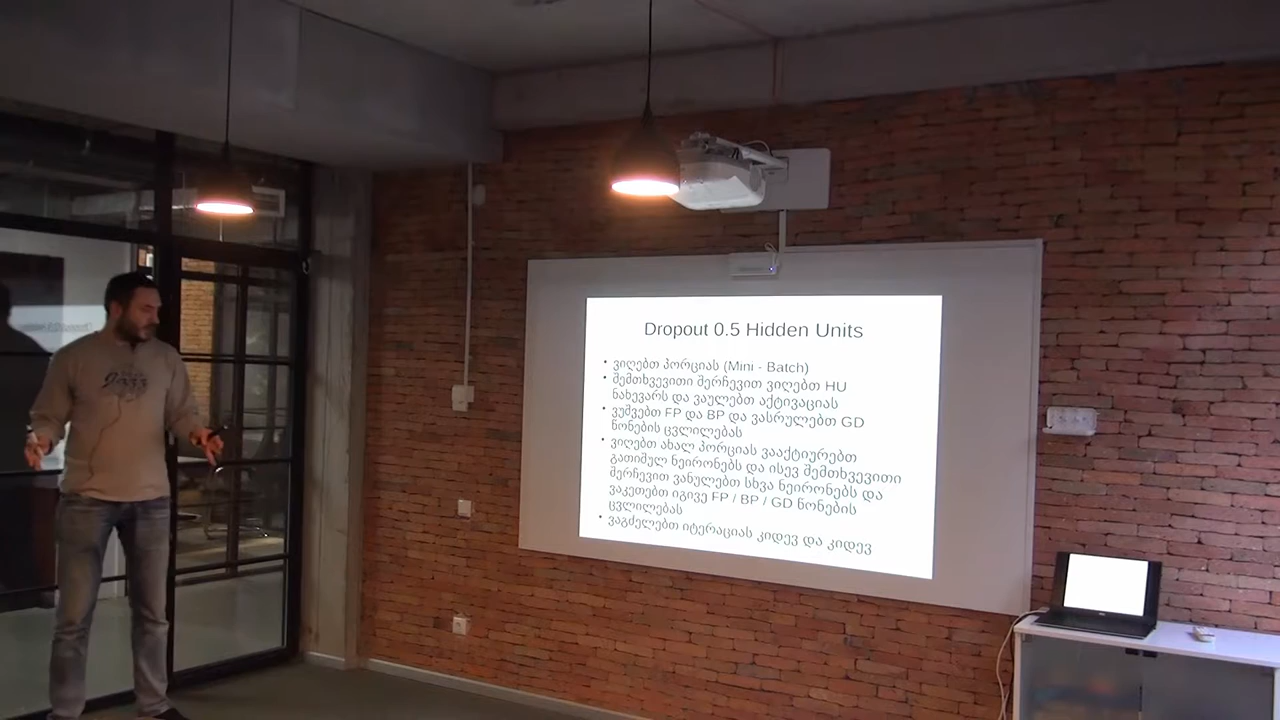 Dropout 0.5 Hidden Units
• ვიღებთ პორციას (Mini - Batch)
• შემთხვევითი შერჩევით ვიღებთ HU
ნახევარს და ვაულებთ აქტივაციას
• ვუშვებთ FP და BP და ვასრულებთ GD
წონების ცვლილებას
• ვიღებთ ახალ პორციას ვააქტიურებთ
გათიშულ ნეირონებს და ისევ შემთხვევითი
შერჩევით ვანულებთ სხვა ნეირონებს და
ვაკეთებთ იგივე FP / BP / GD წონების
ცვლილებას
• ვაგძელებთ იტერაციას კიდევ და კიდევ
Jazz